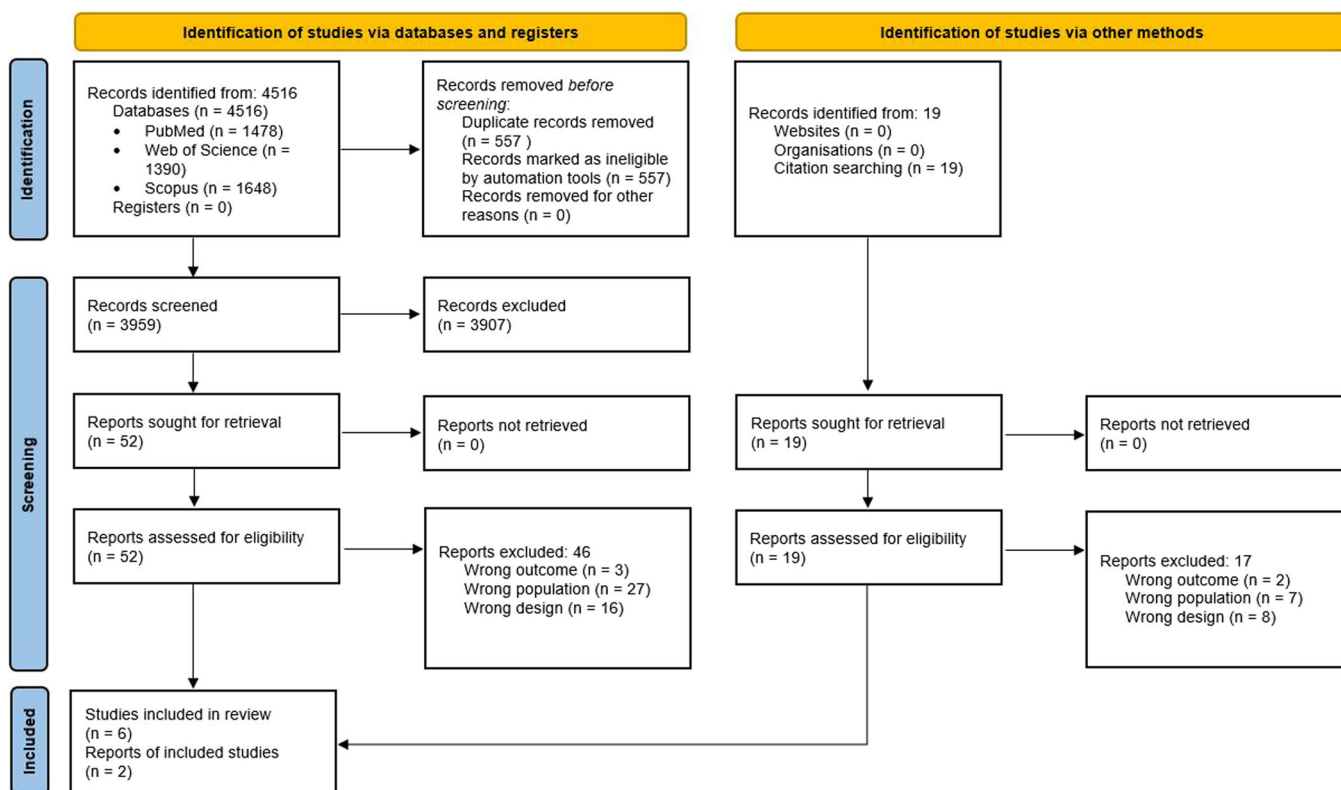 Identification of studies via databases and registers
Identification of studies via other methods
Identification
Records identified from: 4516
Databases (n = 4516)
• PubMed (n = 1478)
• Web of Science (n =
1390)
• Scopus (n = 1648)
Registers (n = 0)
Records removed before
screening:
Duplicate records removed
(n = 557 )
Records marked as ineligible
by automation tools (n = 557)
Records removed for other
reasons (n = 0)
Records identified from: 19
Websites (n = 0)
Organisations (n = 0)
Citation searching (n = 19)
Screening
Records screened
(n = 3959)
Records excluded
(n = 3907)
Reports sought for retrieval
(n = 52)
Reports not retrieved
(n = 0)
Reports sought for retrieval
(n = 19)
Reports not retrieved
(n = 0)
Reports assessed for eligibility
(n = 52)
Reports excluded: 46
Wrong outcome (n = 3)
Wrong population (n = 27)
Wrong design (n = 16)
Reports assessed for eligibility
(n = 19)
Reports excluded: 17
Wrong outcome (n = 2)
Wrong population (n = 7)
Wrong design (n = 8)
Included
Studies included in review
(n = 6)
Reports of included studies
(n = 2)